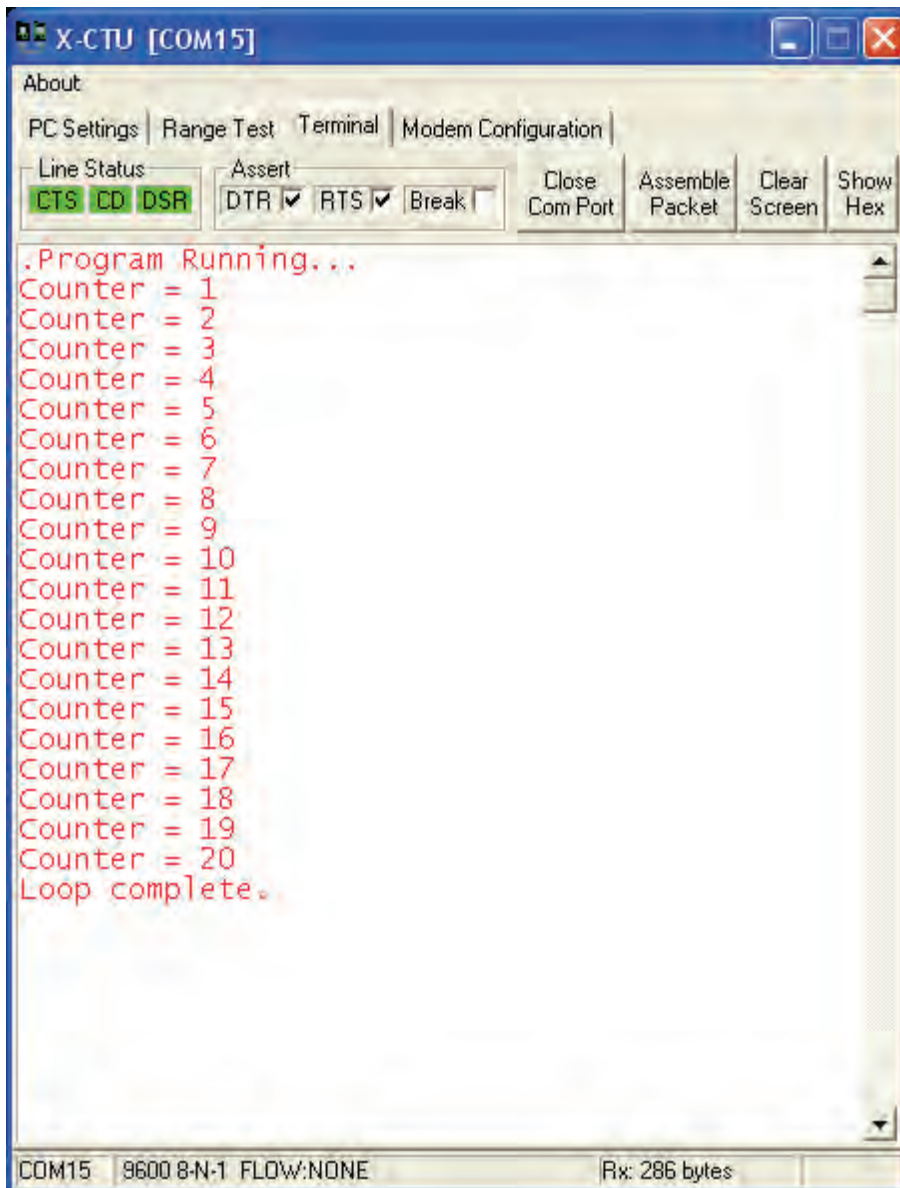 X-CTU [COM15]
About
PC Settings Range Test Terminal Modem Configuration
Line Status Assert
CTS CD DSR DTR RTS Break
Close Com Port
Assemble Packet
Clear Screen
Show Hex
.Program Running...
Counter = 1
Counter = 2
Counter = 3
Counter = 4
Counter = 5
Counter = 6
Counter = 7
Counter = 8
Counter = 9
Counter = 10
Counter = 11
Counter = 12
Counter = 13
Counter = 14
Counter = 15
Counter = 16
Counter = 17
Counter = 18
Counter = 19
Counter = 20
Loop complete.
COM15 9600 8-N-1 FLOW:NONE Rx: 286 bytes